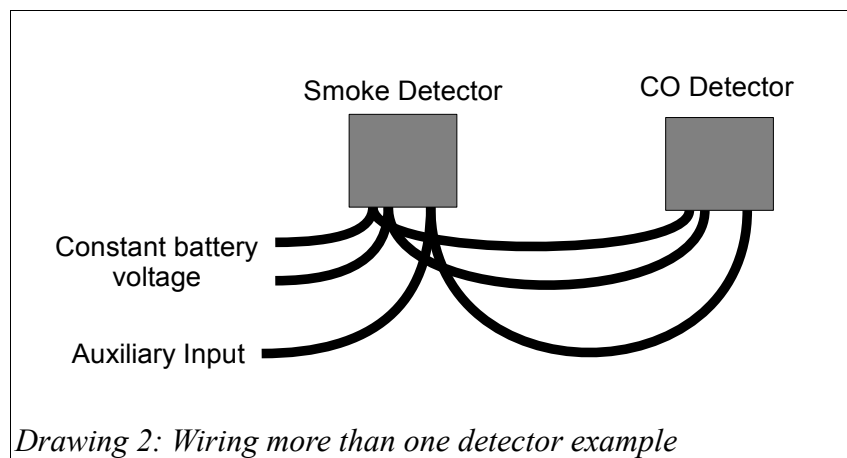 Smoke Detector
CO Detector
Constant battery
voltage
Auxiliary Input
Drawing 2: Wiring more than one detector example